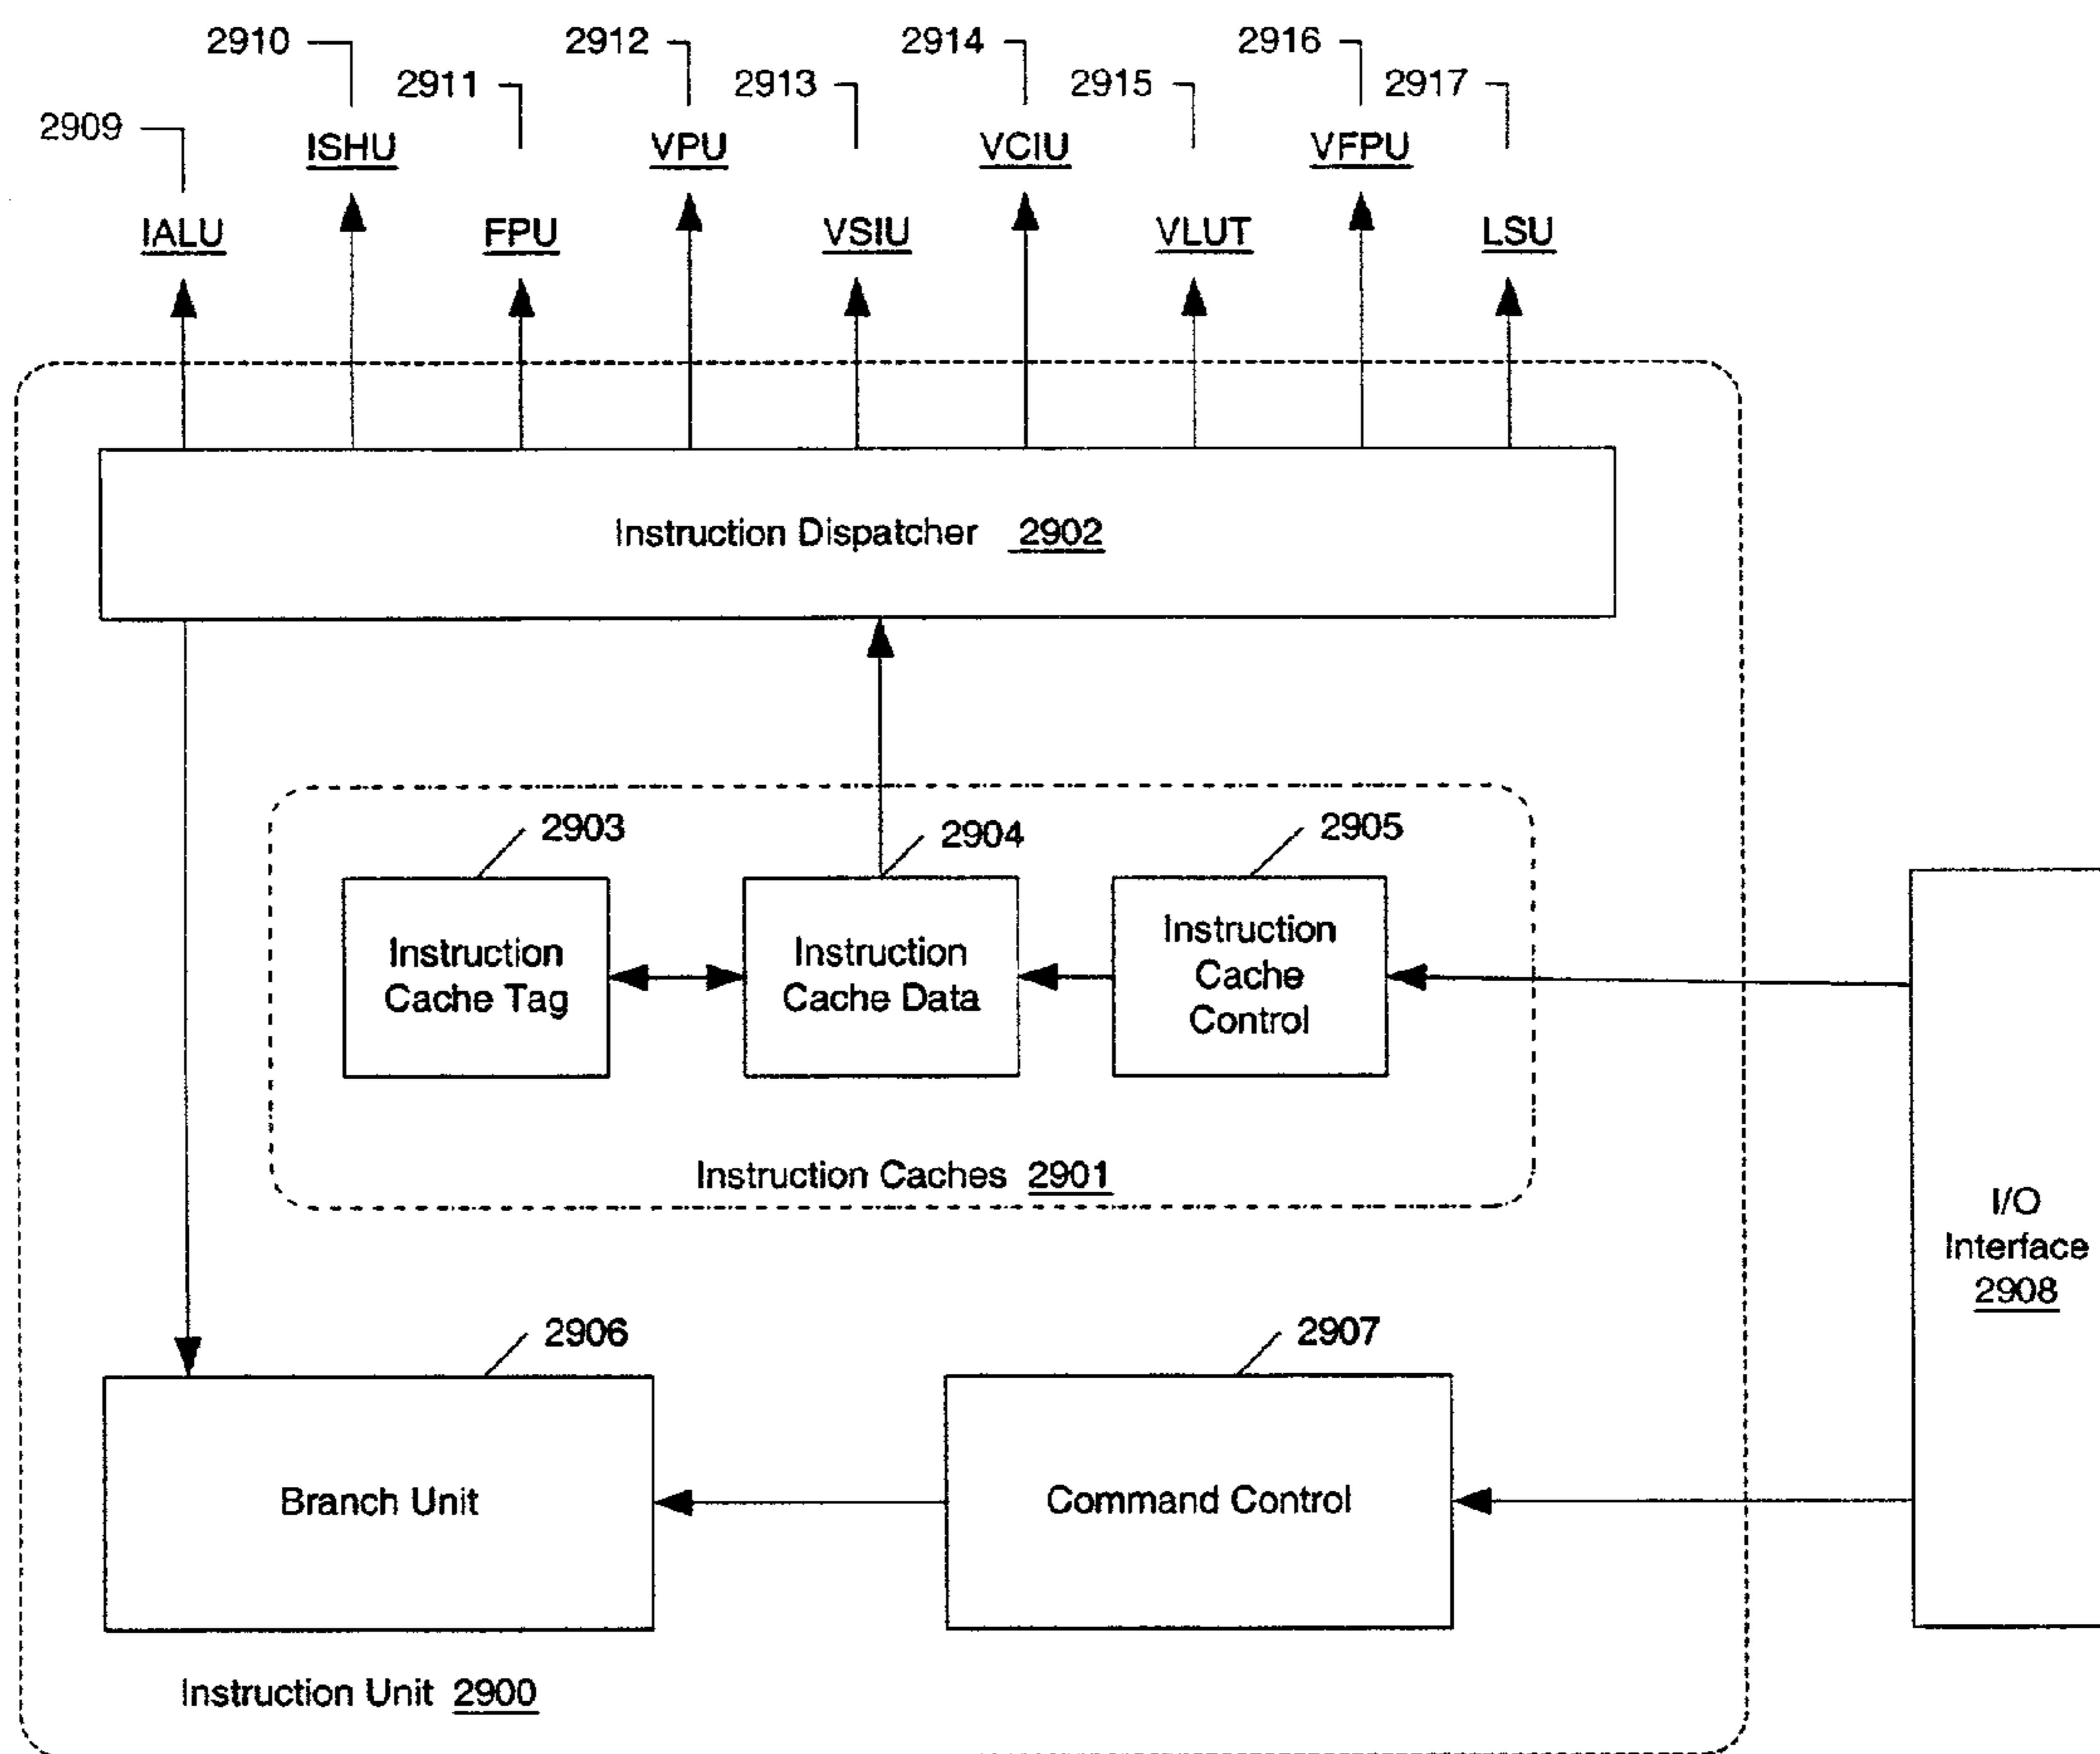 2910
2912
2914
2916
2911
2913
2915
2917
2909
ISHU
VPU
VCIU
VFPU
IALU
FPU
VSIU
VLUT
LSU
Instruction Dispatcher 2902
2903
2904
2905
Instruction
Cache Tag
Instruction
Cache Data
Instruction
Cache
Control
Instruction Caches 2901
I/O
Interface
2908
2906
2907
Branch Unit
Command Control
Instruction Unit 2900